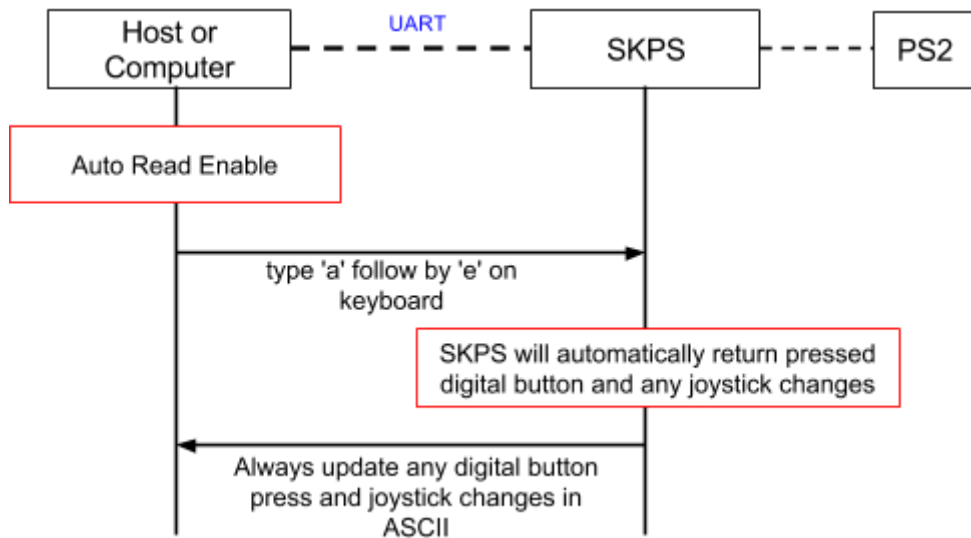 UART
Host or
Computer
SKPS
PS2
Auto Read Enable
type 'a' follow by 'e' on
keyboard
SKPS will automatically return pressed
digital button and any joystick changes
Always update any digital button
press and joystick changes in
ASCII